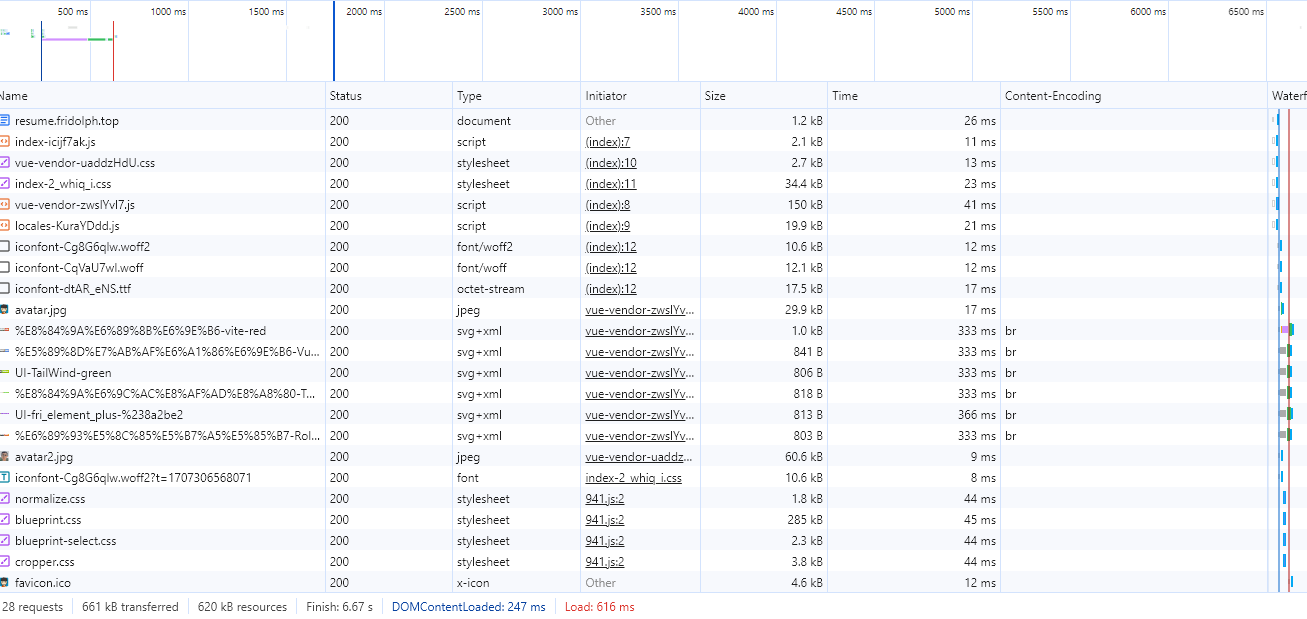 500 ms 1000 ms 1500 ms 2000 ms 2500 ms 3000 ms 3500 ms 4000 ms 4500 ms 5000 ms 5500 ms 6000 ms 6500 ms
Name Status Type Initiator Size Time Content-Encoding Waterf
resume.fridolph.top 200 document Other 1.2 kB 26 ms
index-icijf7ak.js 200 script (index):7 2.1 kB 11 ms
vue-vendor-uaddzHdU.css 200 stylesheet (index):10 2.7 kB 13 ms
index-2_whiq_i.css 200 stylesheet (index):11 34.4 kB 23 ms
vue-vendor-zwslYvI7.js 200 script (index):8 150 kB 41 ms
locales-KuraYDdd.js 200 script (index):9 19.9 kB 21 ms
iconfont-Cg8G6qlw.woff2 200 font/woff2 (index):12 10.6 kB 12 ms
iconfont-CqVaU7wl.woff 200 font/woff (index):12 12.1 kB 12 ms
iconfont-dtAR_eNS.ttf 200 octet-stream (index):12 17.5 kB 17 ms
avatar.jpg 200 jpeg vue-vendor-zwslYv... 29.9 kB 17 ms
%E8%84%9A%E6%89%8B%E6%9E%B6-vite-red 200 svg+xml vue-vendor-zwslYv... 1.0 kB 333 ms br
%E5%89%8D%E7%AB%AF%E6%A1%86%E6%9E%B6-Vu... 200 svg+xml vue-vendor-zwslYv... 841 B 333 ms br
UI-TailWind-green 200 svg+xml vue-vendor-zwslYv... 806 B 333 ms br
%E8%84%9A%E6%9C%AC%E8%AF%AD%E8%A8%80-T... 200 svg+xml vue-vendor-zwslYv... 818 B 333 ms br
UI-fri_element_plus-%238a2be2 200 svg+xml vue-vendor-zwslYv... 813 B 366 ms br
%E6%89%93%E5%8C%85%E5%B7%A5%E5%85%B7-Rol... 200 svg+xml vue-vendor-zwslYv... 803 B 333 ms br
avatar2.jpg 200 jpeg vue-vendor-uaddz... 60.6 kB 9 ms
iconfont-Cg8G6qlw.woff2?t=1707306568071 200 font index-2_whiq_i.css 10.6 kB 8 ms
normalize.css 200 stylesheet 941.js:2 1.8 kB 44 ms
blueprint.css 200 stylesheet 941.js:2 285 kB 45 ms
blueprint-select.css 200 stylesheet 941.js:2 2.3 kB 44 ms
cropper.css 200 stylesheet 941.js:2 3.8 kB 44 ms
favicon.ico 200 x-icon Other 4.6 kB 12 ms
28 requests 661 kB transferred 620 kB resources Finish: 6.67 s DOMContentLoaded: 247 ms Load: 616 ms